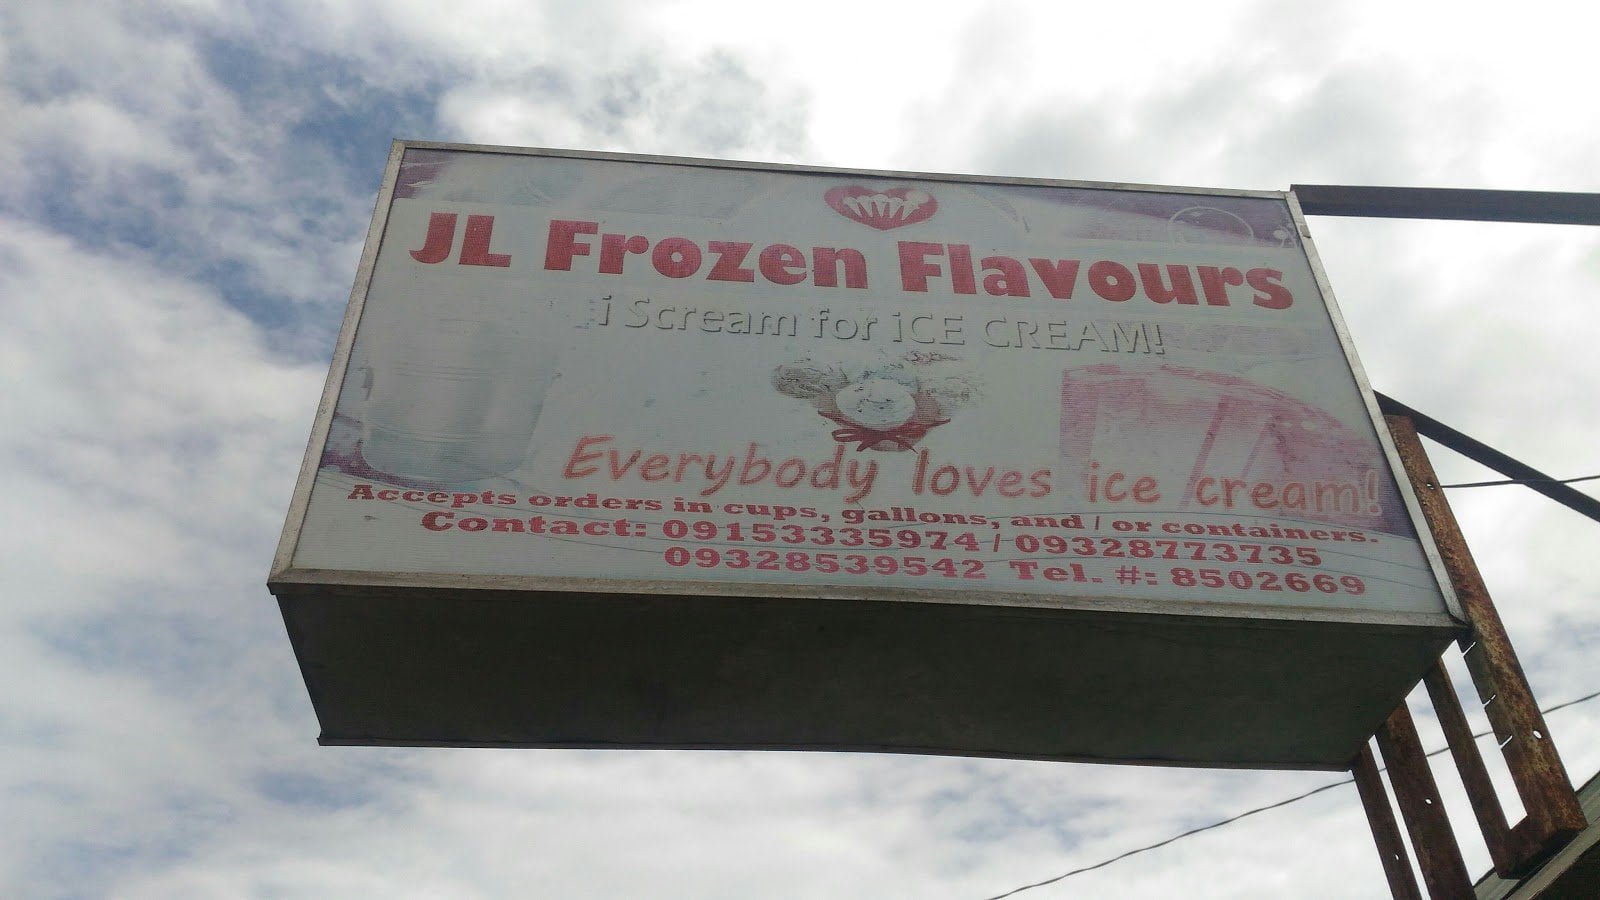 JL Frozen Flavours
i Scream for iCE CREAM!
Everybody loves ice cream!
Accepts orders in cups, gallons, and / or containers.
Contact: 09153335974 / 09328773735
09328539542 Tel. #: 8502669